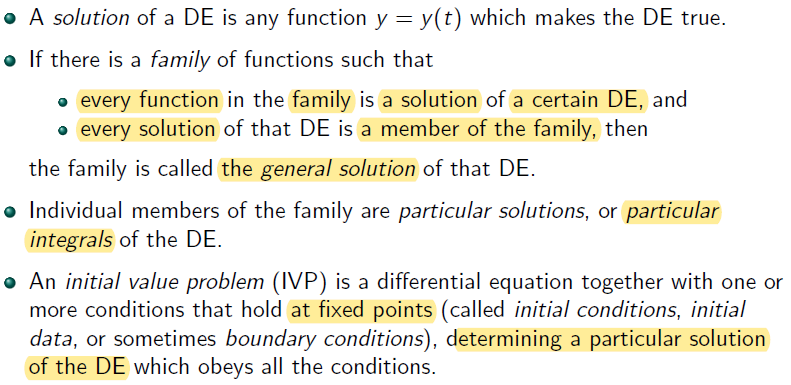 A solution of a DE is any function y = y(t) which makes the DE true.
If there is a family of functions such that
every function in the family is a solution of a certain DE, and
every solution of that DE is a member of the family, then
the family is called the general solution of that DE.
Individual members of the family are particular solutions, or particular
integrals of the DE.
An initial value problem (IVP) is a differential equation together with one or
more conditions that hold at fixed points (called initial conditions, initial
data, or sometimes boundary conditions), determining a particular solution
of the DE which obeys all the conditions.